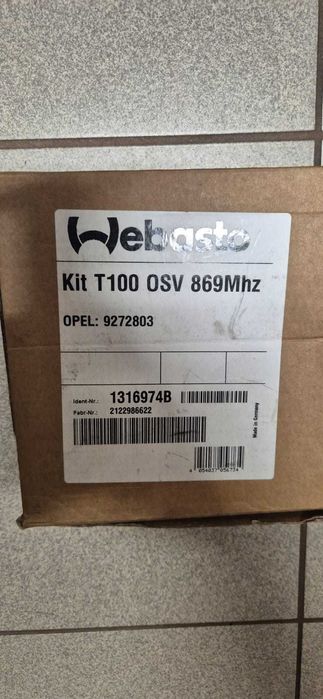 Webasto
Kit T100 OSV 869Mhz
OPEL: 9272803
Ident-Nr.: 1316974B
Fabr-Nr.: 2122986622
Made in Germany